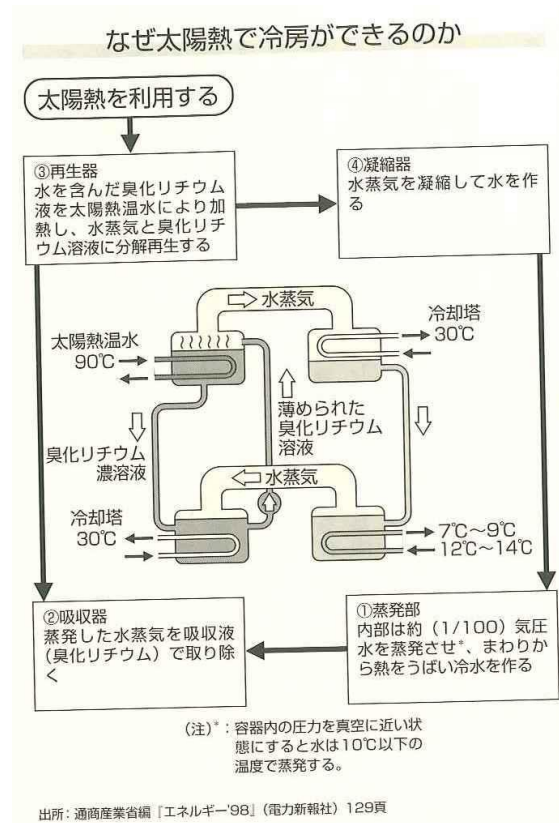 なぜ太陽熱で冷房ができるのか
太陽熱を利用する
③再生器
水を含んだ臭化リチウム
液を太陽熱温水により加
熱し、水蒸気と臭化リチ
ウム溶液に分解再生する
④凝縮器
水蒸気を凝縮して水を作
る
水蒸気
太陽熱温水
90℃
冷却塔
30℃
薄められた
臭化リチウム
溶液
臭化リチウム
濃溶液
水蒸気
冷却塔
30℃
7℃〜9℃
12℃〜14℃
②吸収器
蒸発した水蒸気を吸収液
(臭化リチウム)で取り除
く
①蒸発部
内部は約(1/100)気圧
水を蒸発させ*、まわりか
ら熱をうばい冷水を作る
(注)*:容器内の圧力を真空に近い状
態にすると水は10℃以下の
温度で蒸発する。
出所:通商産業省編『エネルギー'98』(電力新報社)129頁